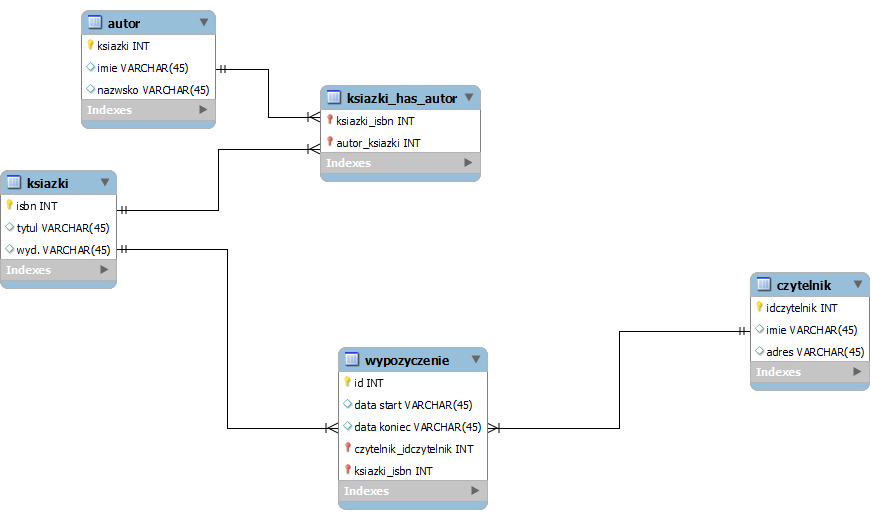 autor
ksiazki INT
imie VARCHAR(45)
nazwsko VARCHAR(45)
Indexes
ksiazki_has_autor
ksiazki_isbn INT
autor_ksiazki INT
Indexes
ksiazki
isbn INT
tytul VARCHAR(45)
wyd. VARCHAR(45)
Indexes
czytelnik
idczytelnik INT
imie VARCHAR(45)
adres VARCHAR(45)
Indexes
wypozyczenie
id INT
data start VARCHAR(45)
data koniec VARCHAR(45)
czytelnik_idczytelnik INT
ksiazki_isbn INT
Indexes